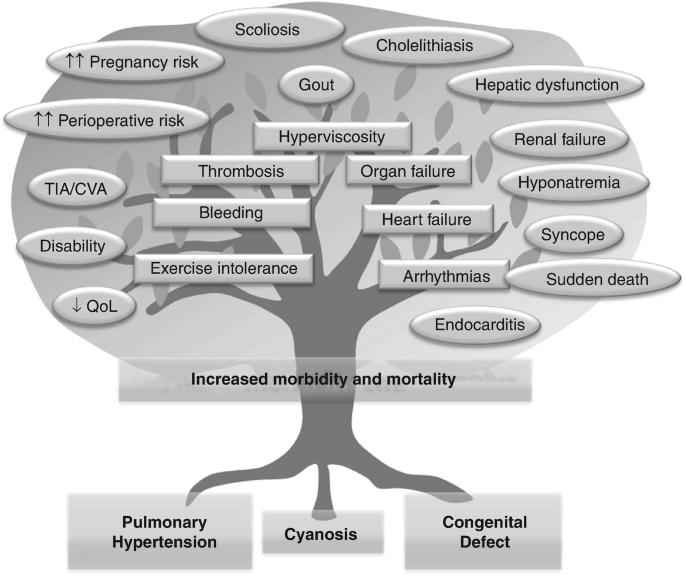 Scoliosis
Cholelithiasis
↑↑ Pregnancy risk
Gout
Hepatic dysfunction
↑↑ Perioperative risk
Hyperviscosity
Renal failure
Thrombosis
Organ failure
TIA/CVA
Hyponatremia
Bleeding
Heart failure
Disability
Syncope
Exercise intolerance
Arrhythmias
Sudden death
↓ QoL
Endocarditis
Increased morbidity and mortality
Pulmonary
Hypertension
Cyanosis
Congenital
Defect